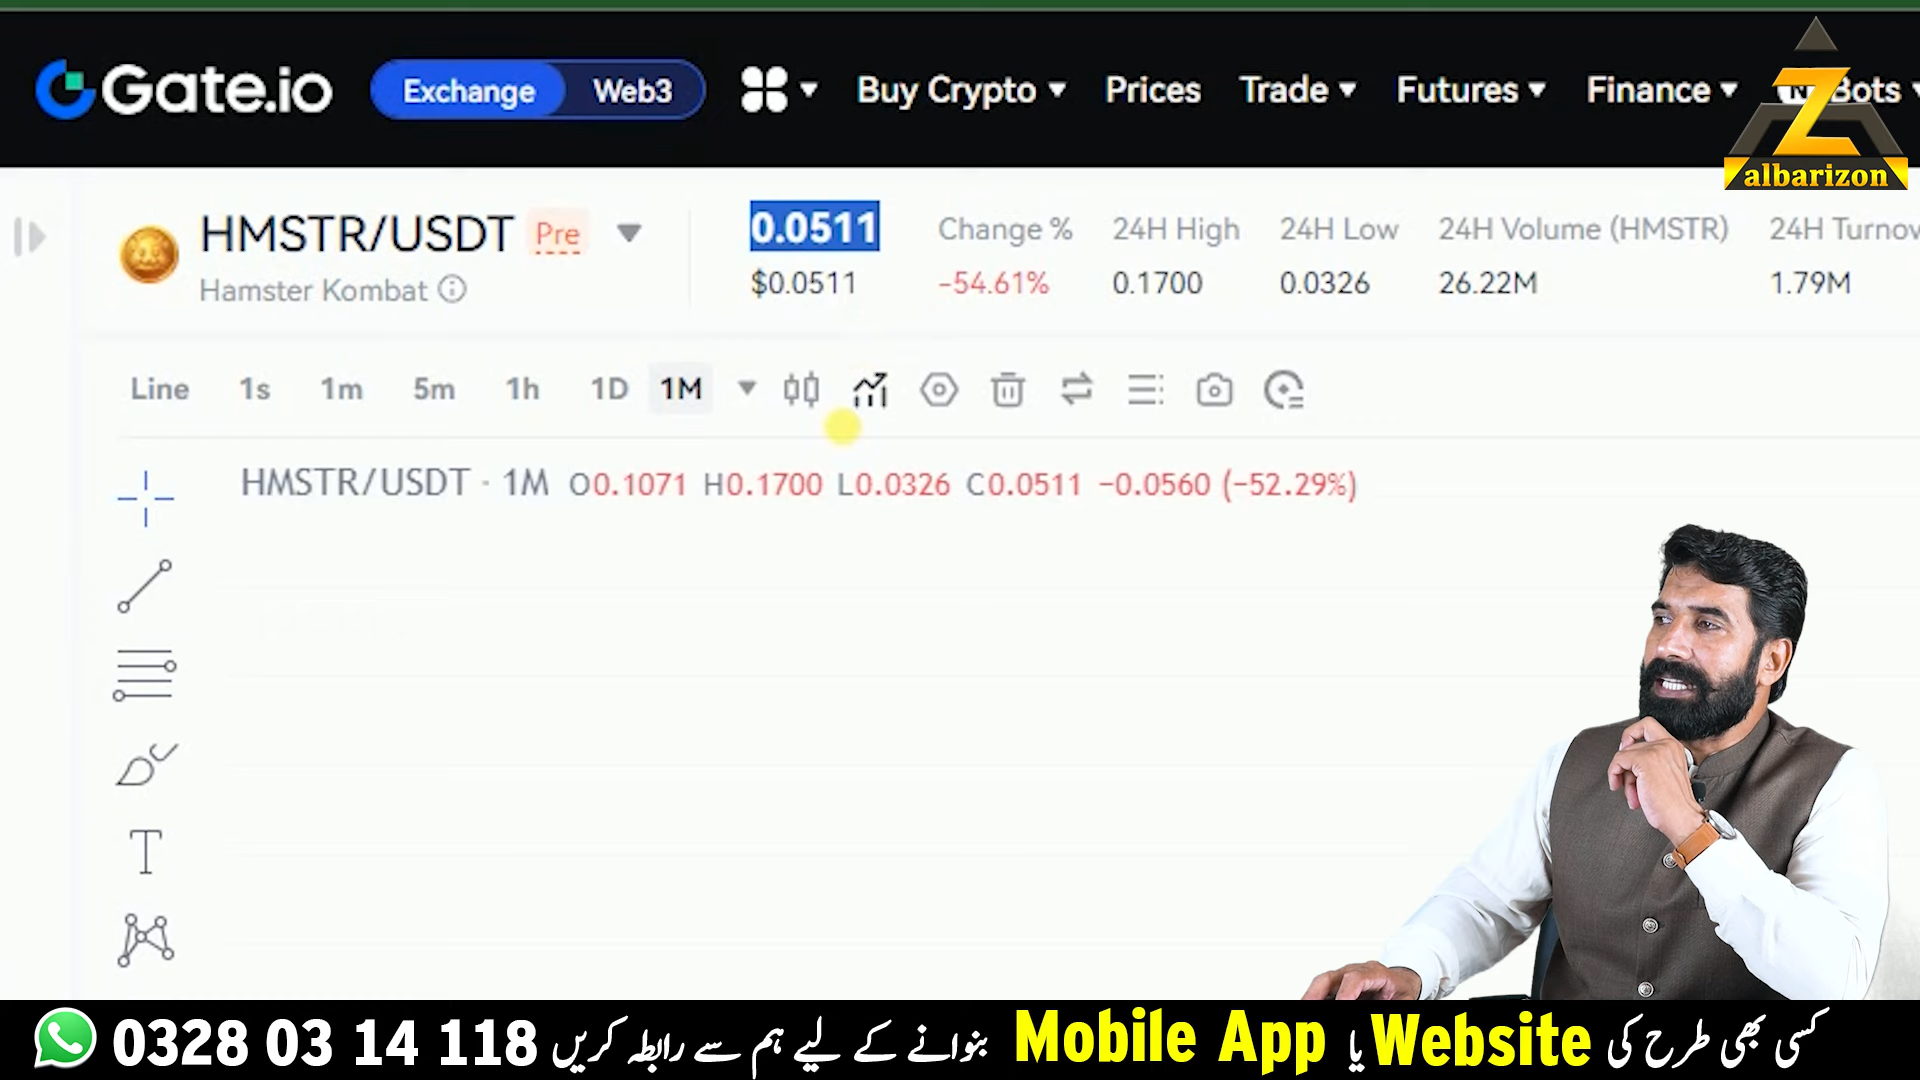 Gate.io Exchange Web3 Buy Crypto Prices Trade Futures Finance Bots
albarizon
HMSTR/USDT Pre 0.0511 Change % 24H High 24H Low 24H Volume (HMSTR) 24H Turnov
Hamster Kombat $0.0511 -54.61% 0.1700 0.0326 26.22M 1.79M
Line 1s 1m 5m 1h 1D 1M
HMSTR/USDT · 1M O0.1071 H0.1700 L0.0326 C0.0511 −0.0560 (−52.29%)
کسی بھی طرح کی Website یا Mobile App بنوانے کے لیے ہم سے رابطہ کریں 0328 03 14 118